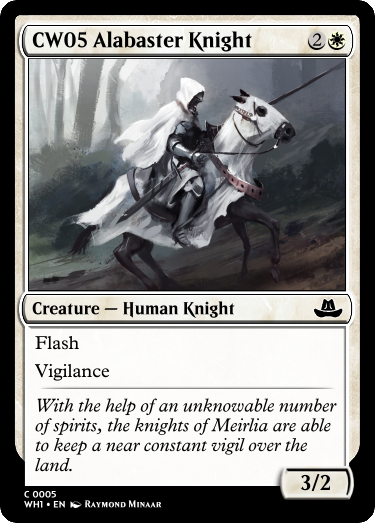 CW05 Alabaster Knight 2
Creature — Human Knight
Flash
Vigilance
With the help of an unknowable number
of spirits, the knights of Meirlia are able
to keep a near constant vigil over the
land.
3/2
C 0005
WH1 • EN Raymond Minaar